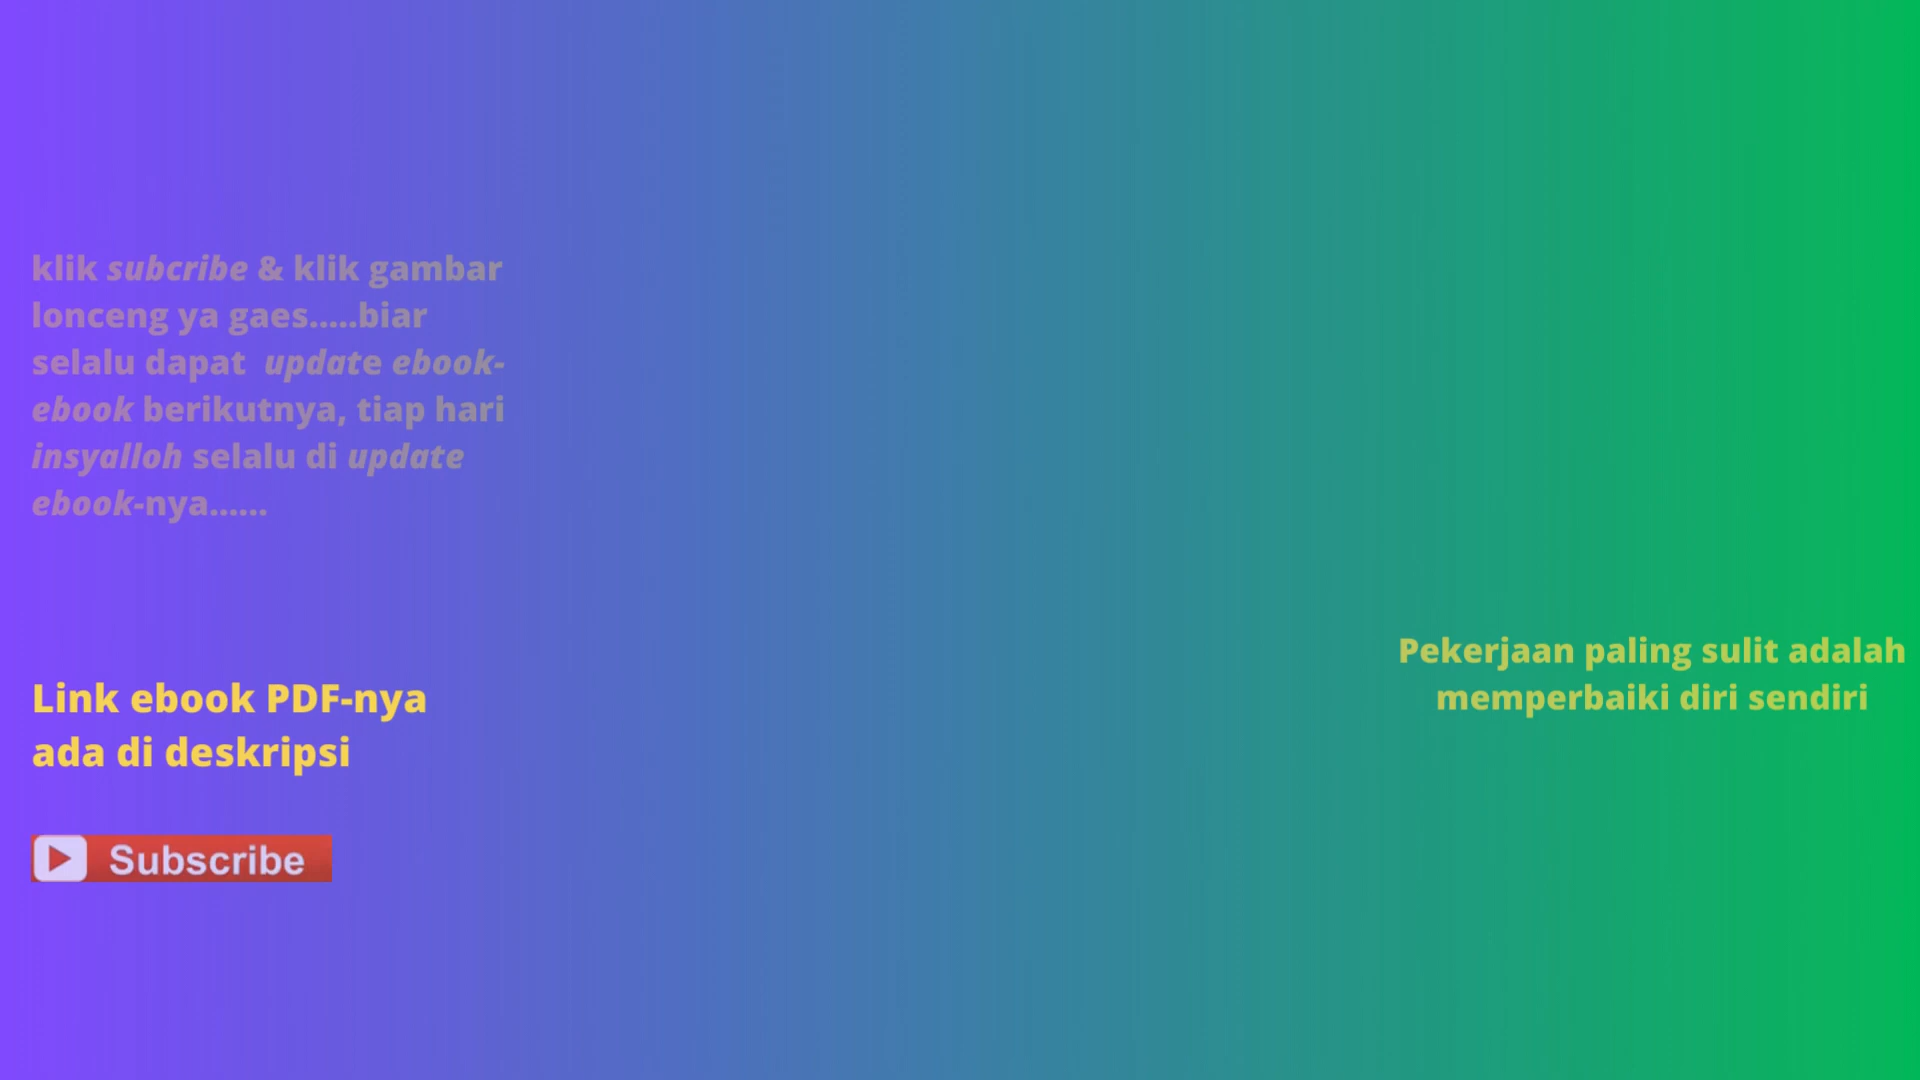 klik subcribe & klik gambar
lonceng ya gaes.....biar
selalu dapat update ebook-
ebook berikutnya, tiap hari
insyalloh selalu di update
ebook-nya......
Link ebook PDF-nya
ada di deskripsi
Subscribe
Pekerjaan paling sulit adalah
memperbaiki diri sendiri